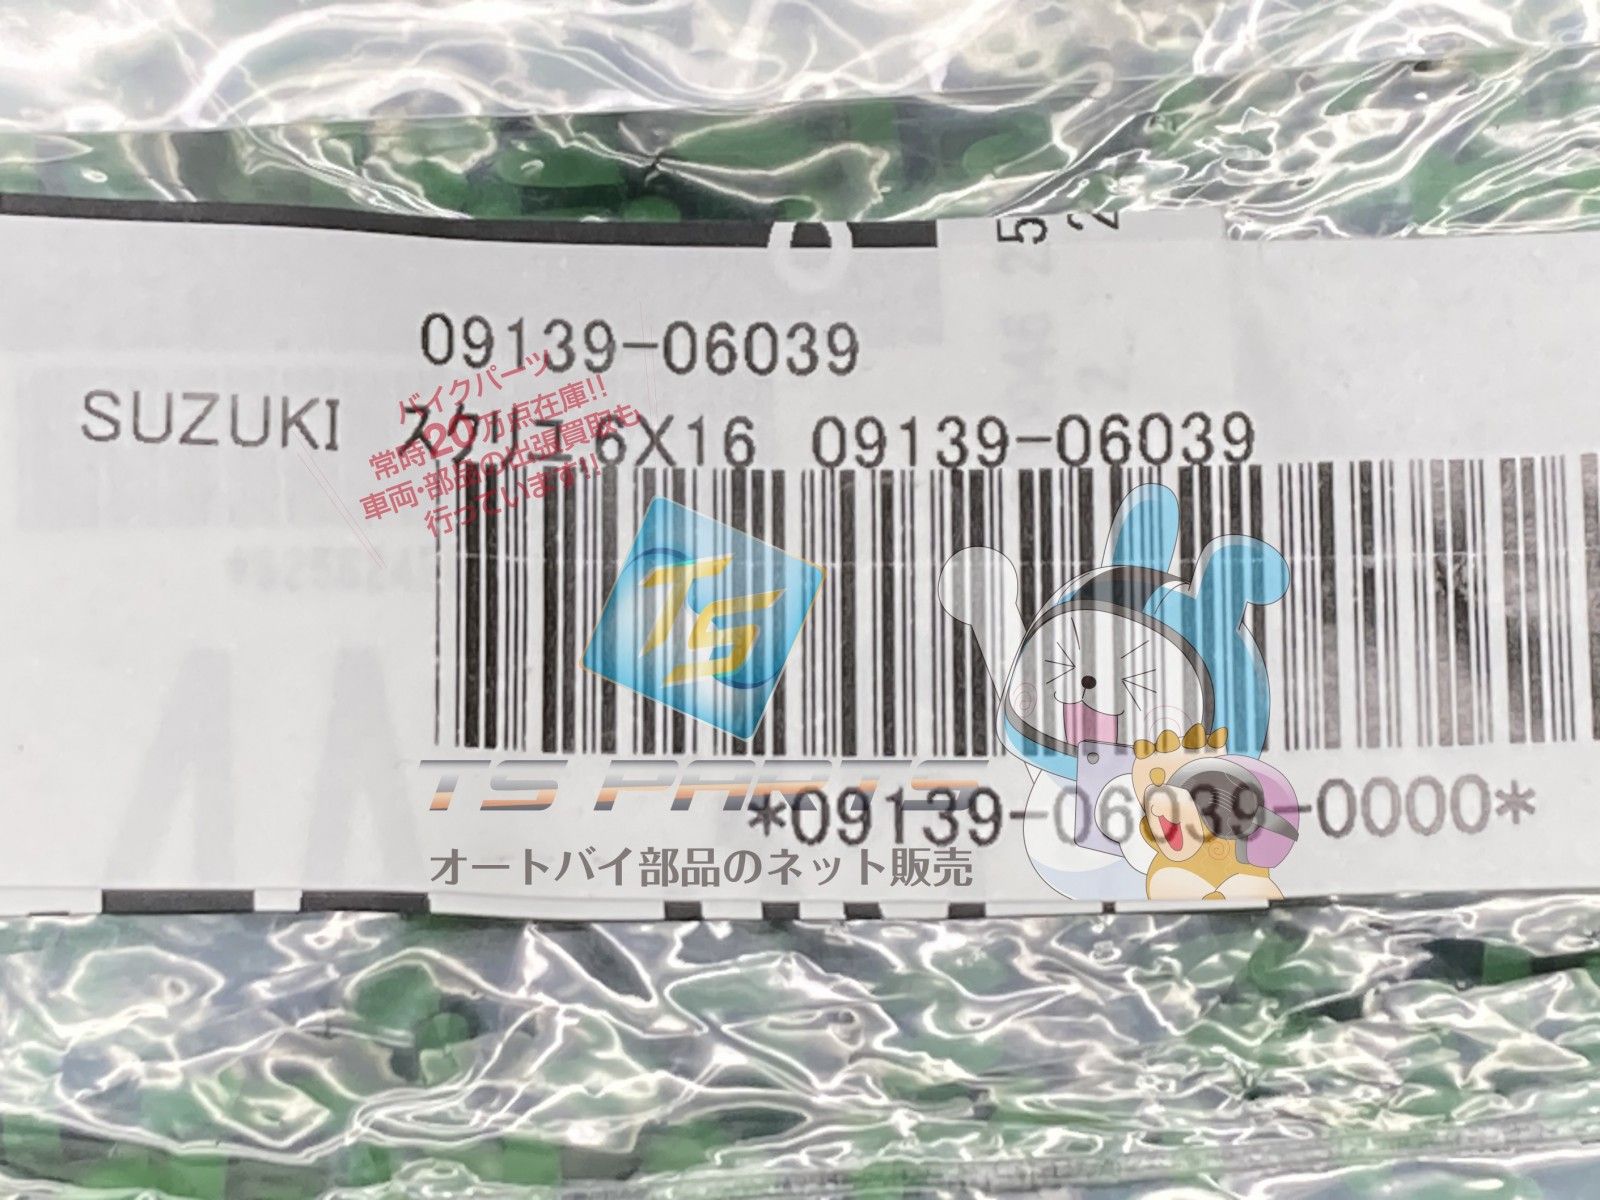 52
09139-06039
SUZUKI スクリュ 6X16 09139-06039
バイクパーツ
常時20万点在庫!!
車両・部品の出張買取も
行っています!!
TS
TS PARTS
*09139-06039-0000*
オートバイ部品のネット販売